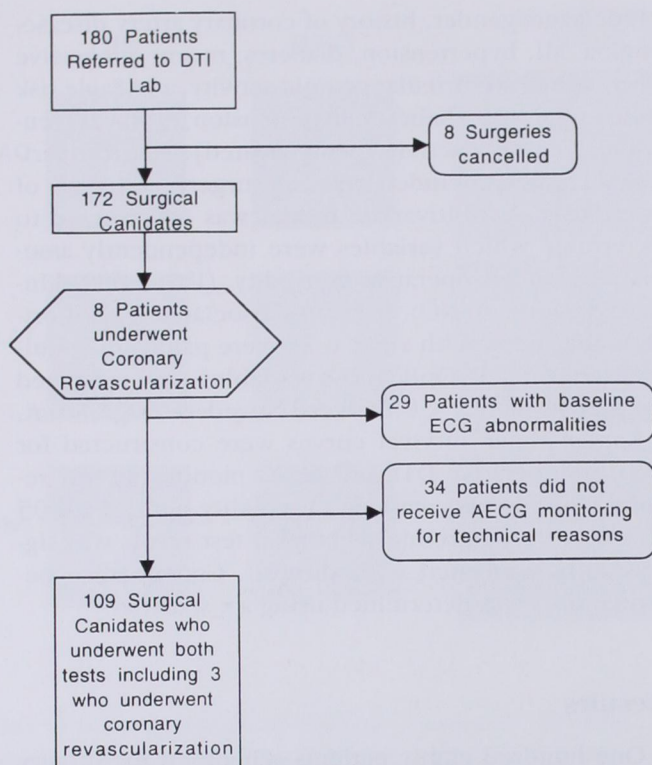 180 Patients
Referred to DTI
Lab
8 Surgeries
cancelled
172 Surgical
Canidates
8 Patients
underwent
Coronary
Revascularization
29 Patients with baseline
ECG abnormalities
34 patients did not
receive AECG monitoring
for technical reasons
109 Surgical
Canidates who
underwent both
tests including 3
who underwent
coronary
revascularization